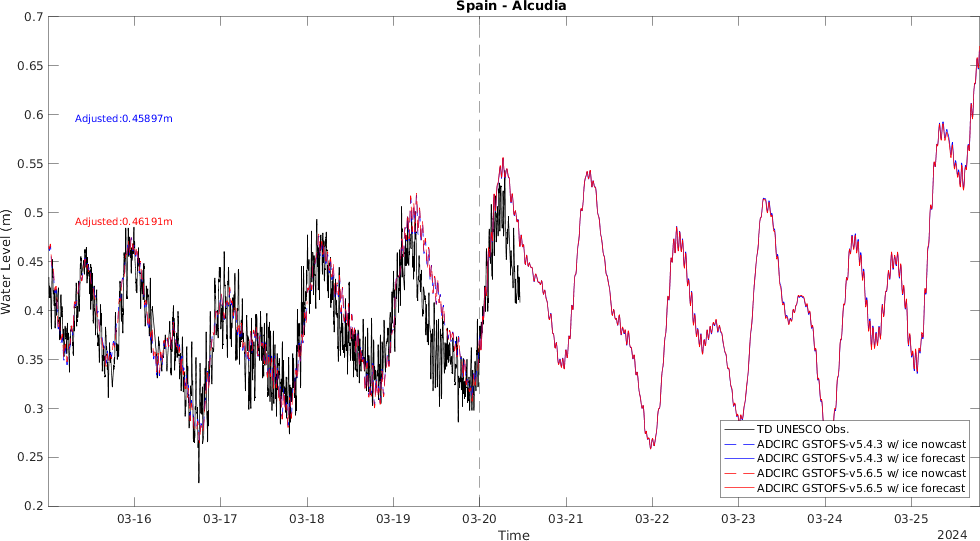 Spain - Alcudia
0.7
0.65
0.6
0.55
0.5
0.45
0.4
0.35
0.3
0.25
0.2
Water Level (m)
Adjusted:0.45897m
Adjusted:0.46191m
TD UNESCO Obs.
ADCIRC GSTOFS-v5.4.3 w/ ice nowcast
ADCIRC GSTOFS-v5.4.3 w/ ice forecast
ADCIRC GSTOFS-v5.6.5 w/ ice nowcast
ADCIRC GSTOFS-v5.6.5 w/ ice forecast
03-16 03-17 03-18 03-19 03-20 03-21 03-22 03-23 03-24 03-25
Time
2024